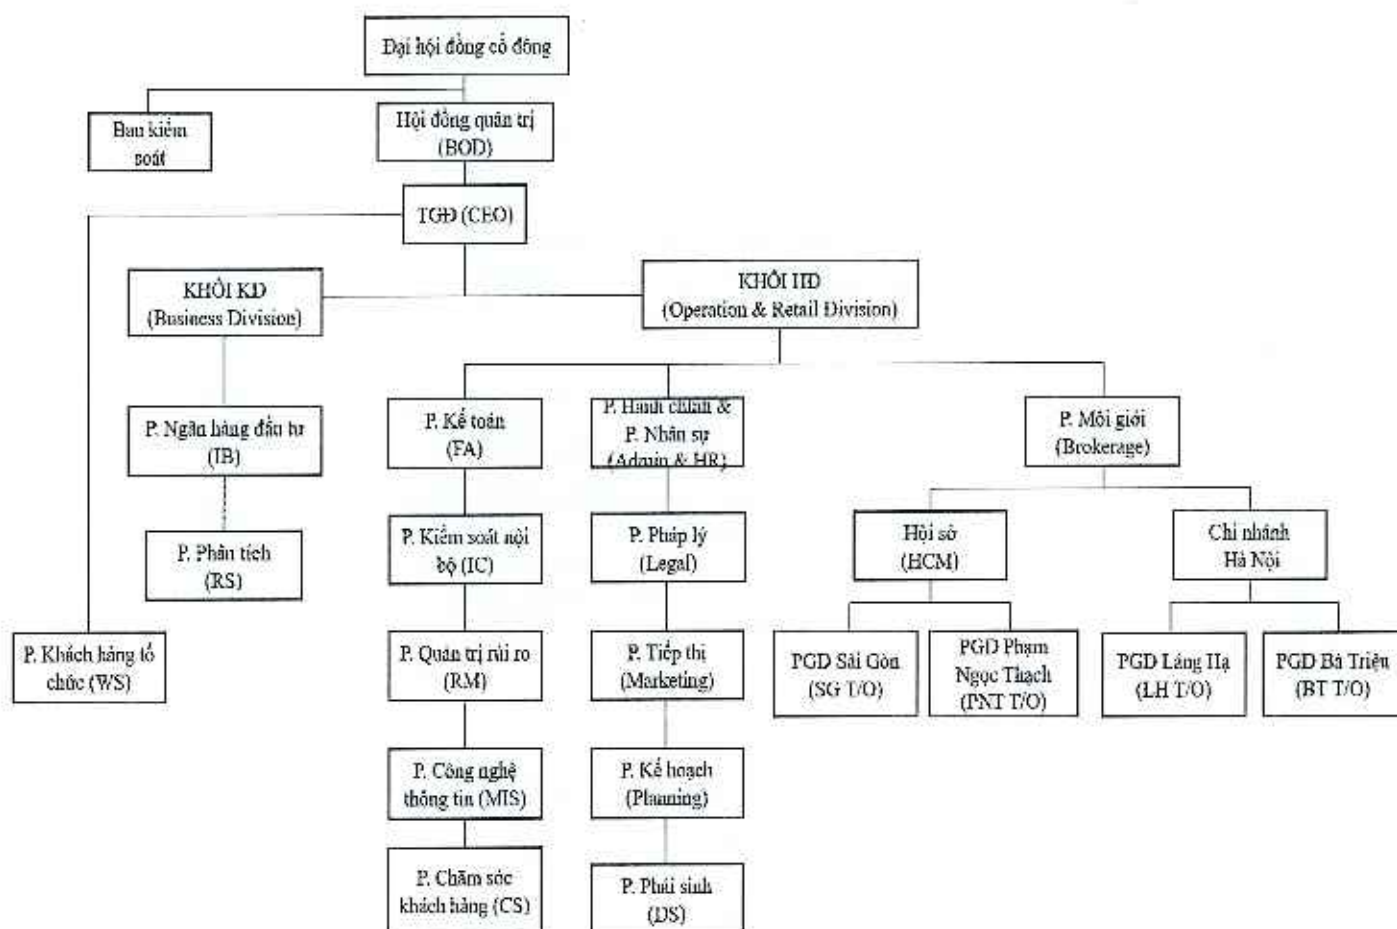 Đại hội đồng cổ đông
Ban kiểm
soát
Hội đồng quản trị
(BOD)
TGĐ (CEO)
KHỐI KD
(Business Division)
KHỐI HĐ
(Operation & Retail Division)
P. Ngân hàng đầu tư
(IB)
P. Kế toán
(FA)
P. Hành chính &
P. Nhân sự
(Admin & HR)
P. Môi giới
(Brokerage)
P. Phân tích
(RS)
P. Kiểm soát nội
bộ (IC)
P. Pháp lý
(Legal)
Hội sở
(HCM)
Chi nhánh
Hà Nội
P. Khách hàng tổ
chức (WS)
P. Quản trị rủi ro
(RM)
P. Tiếp thị
(Marketing)
PGD Sài Gòn
(SG T/O)
PGD Phạm
Ngọc Thạch
(PNT T/O)
PGD Láng Hạ
(LH T/O)
PGD Bà Triệu
(BT T/O)
P. Công nghệ
thông tin (MIS)
P. Kế hoạch
(Planning)
P. Chăm sóc
khách hàng (CS)
P. Phái sinh
(DS)